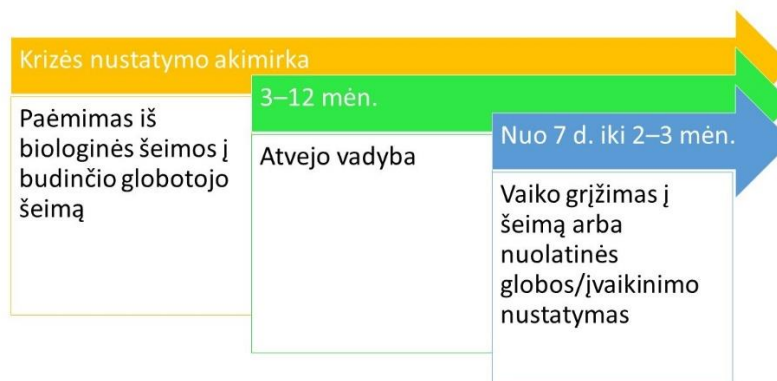 Krizės nustatymo akimirka
Paėmimas iš
biologinės šeimos į
budinčio globotojo
šeimą
3–12 mėn.
Atvejo vadyba
Nuo 7 d. iki 2–3 mėn.
Vaiko grįžimas į
šeimą arba
nuolatinės
globos/įvaikinimo
nustatymas